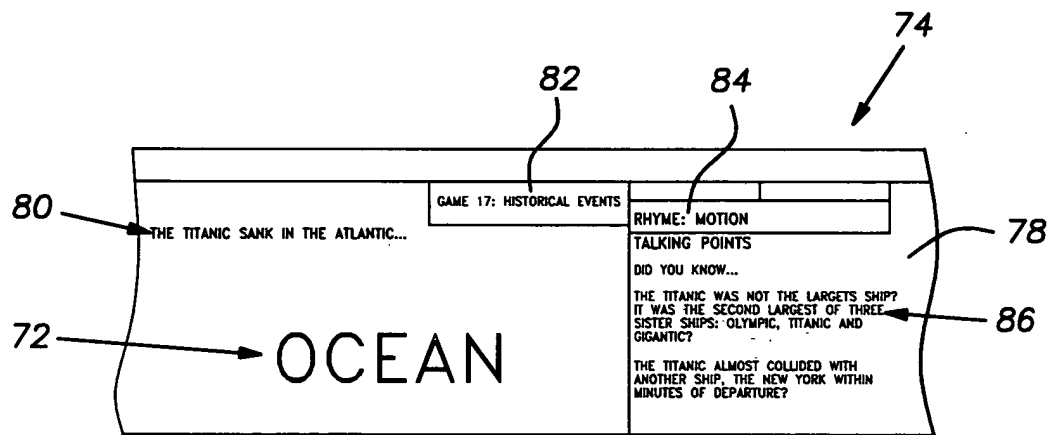 74
82
84
GAME 17: HISTORICAL EVENTS
80
THE TITANIC SANK IN THE ATLANTIC...
RHYME: MOTION
78
TALKING POINTS
DID YOU KNOW...
THE TITANIC WAS NOT THE LARGETS SHIP?
IT WAS THE SECOND LARGEST OF THREE
SISTER SHIPS: OLYMPIC, TITANIC AND
GIGANTIC?
86
72
OCEAN
THE TITANIC ALMOST COLLIDED WITH
ANOTHER SHIP, THE NEW YORK WITHIN
MINUTES OF DEPARTURE?